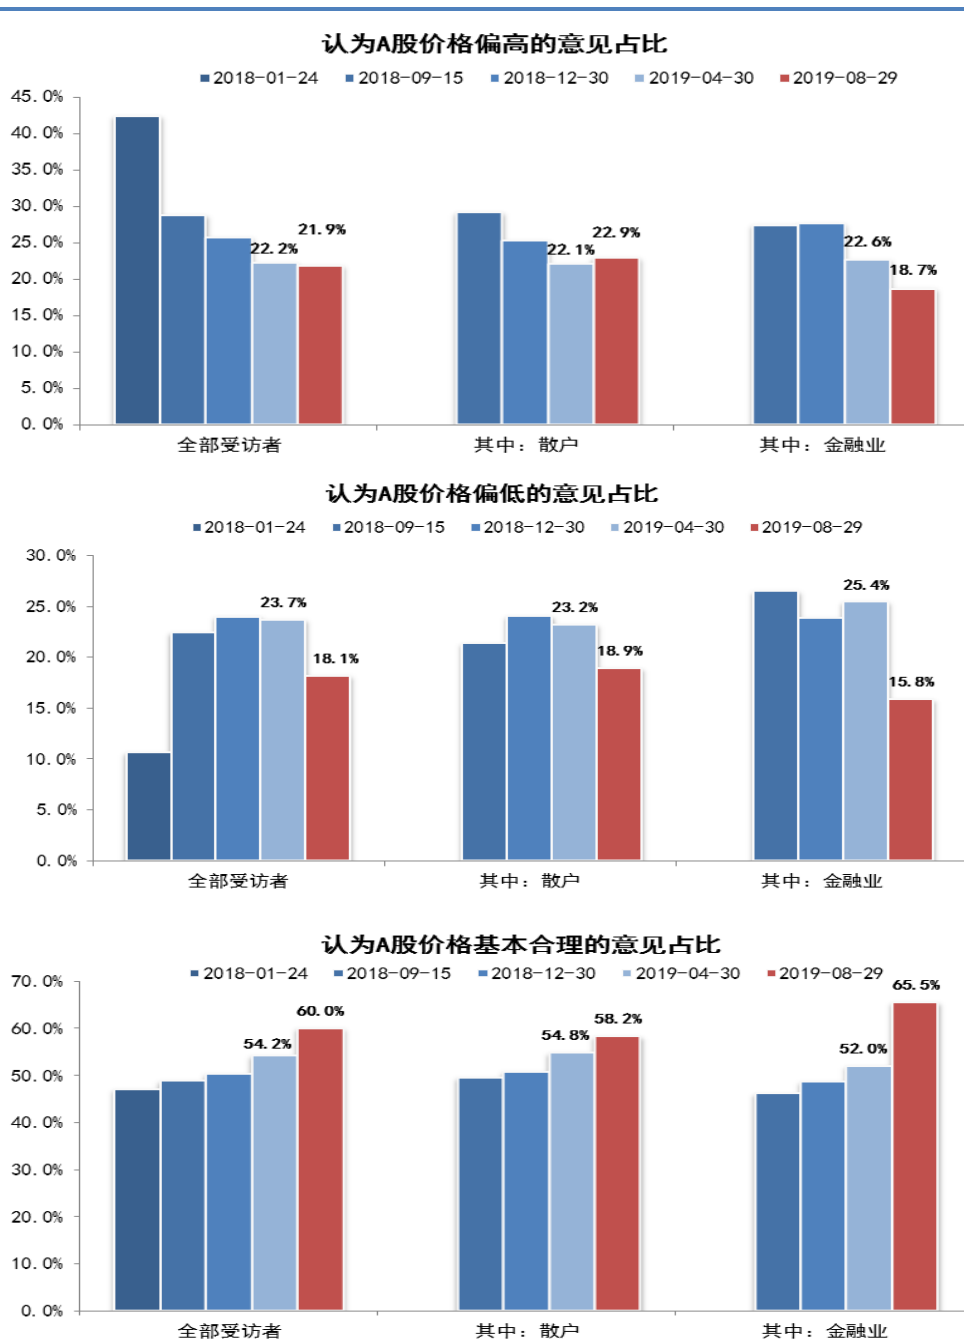 认为A股价格偏高的意见占比
2018-01-24 2018-09-15 2018-12-30 2019-04-30 2019-08-29
45.0%
40.0%
35.0%
30.0%
25.0%
20.0%
15.0%
10.0%
5.0%
0.0%
22.2% 21.9% 22.1% 22.9% 22.6% 18.7%
全部受访者 其中：散户 其中：金融业
认为A股价格偏低的意见占比
2018-01-24 2018-09-15 2018-12-30 2019-04-30 2019-08-29
30.0%
25.0%
20.0%
15.0%
10.0%
5.0%
0.0%
23.7% 18.1% 23.2% 18.9% 25.4% 15.8%
全部受访者 其中：散户 其中：金融业
认为A股价格基本合理的意见占比
2018-01-24 2018-09-15 2018-12-30 2019-04-30 2019-08-29
70.0%
60.0%
50.0%
40.0%
30.0%
20.0%
10.0%
0.0%
54.2% 60.0% 54.8% 58.2% 52.0% 65.5%
全部受访者 其中：散户 其中：金融业